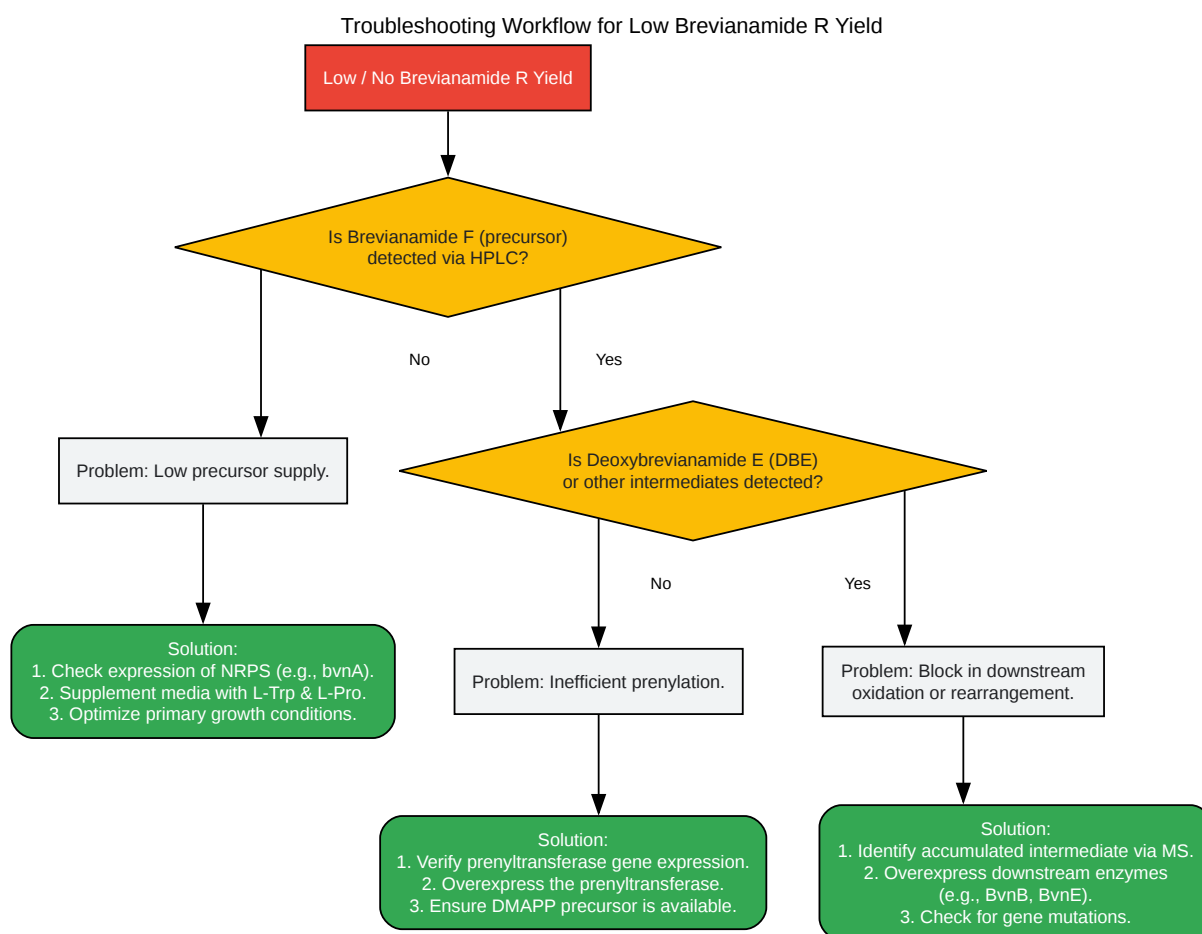 Troubleshooting Workflow for Low Brevianamide R Yield
Low / No Brevianamide R Yield
Is Brevianamide F (precursor)
detected via HPLC?
No
Yes
Problem: Low precursor supply.
Is Deoxybrevianamide E (DBE)
or other intermediates detected?
No
Yes
Solution:
1. Check expression of NRPS (e.g., bvnA).
2. Supplement media with L-Trp & L-Pro.
3. Optimize primary growth conditions.
Problem: Inefficient prenylation.
Problem: Block in downstream
oxidation or rearrangement.
Solution:
1. Verify prenyltransferase gene expression.
2. Overexpress the prenyltransferase.
3. Ensure DMAPP precursor is available.
Solution:
1. Identify accumulated intermediate via MS.
2. Overexpress downstream enzymes
(e.g., BvnB, BvnE).
3. Check for gene mutations.